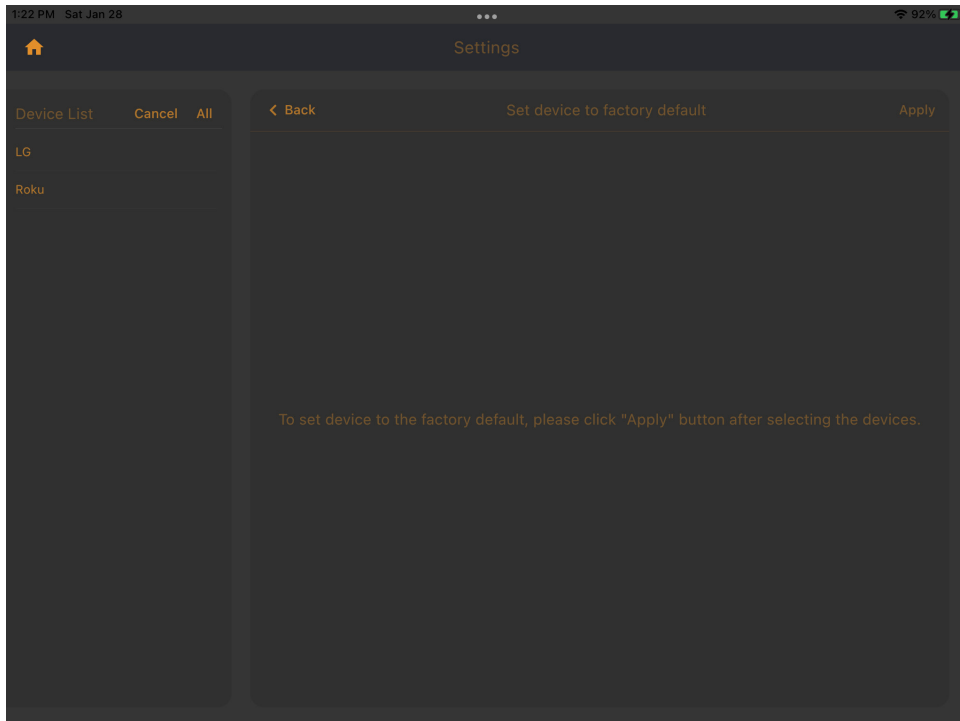 1:22 PM Sat Jan 28
92%
Settings
Device List Cancel All
LG
Roku
Back Set device to factory default Apply
To set device to the factory default, please click "Apply" button after selecting the devices.